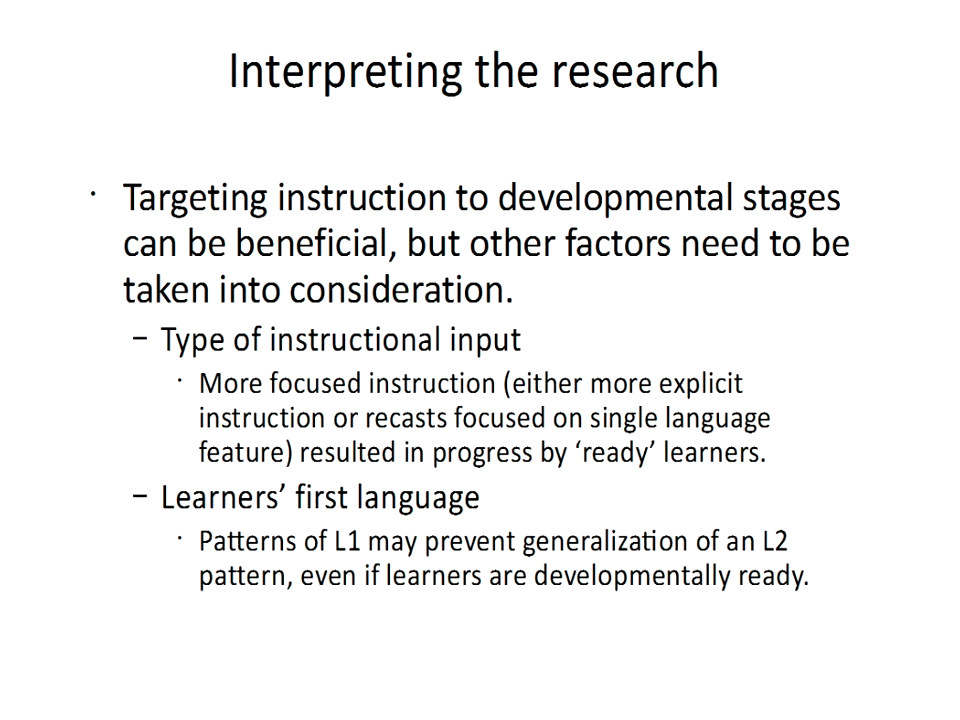 Interpreting the research
• Targeting instruction to developmental stages
can be beneficial, but other factors need to be
taken into consideration.
– Type of instructional input
• More focused instruction (either more explicit
instruction or recasts focused on single language
feature) resulted in progress by ‘ready’ learners.
– Learners’ first language
• Patterns of L1 may prevent generalization of an L2
pattern, even if learners are developmentally ready.